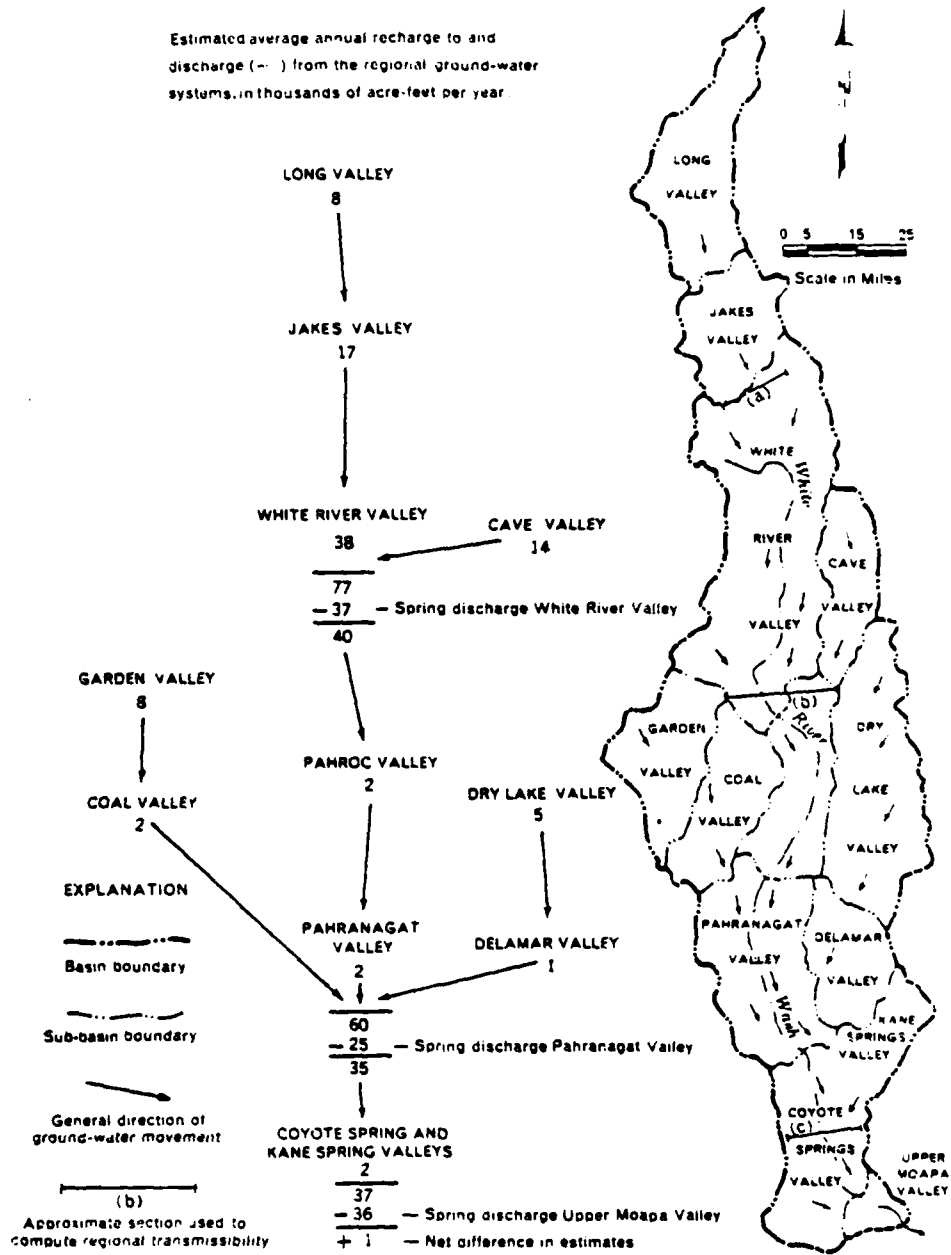 Estimated average annual recharge to and
discharge (— ) from the regional ground-water
systems, in thousands of acre-feet per year.
LONG VALLEY
8
JAKES VALLEY
17
WHITE RIVER VALLEY
38
CAVE VALLEY
14
77
- 37 — Spring discharge White River Valley
40
GARDEN VALLEY
8
COAL VALLEY
2
PAHROC VALLEY
2
DRY LAKE VALLEY
5
PAHRANAGAT
VALLEY
2
DELAMAR VALLEY
1
60
- 25 — Spring discharge Pahranagat Valley
35
COYOTE SPRING AND
KANE SPRING VALLEYS
2
37
- 36 — Spring discharge Upper Moapa Valley
+ 1 — Net difference in estimates
EXPLANATION
Basin boundary
Sub-basin boundary
General direction of
ground-water movement
(b)
Approximate section used to
compute regional transmissibility
N
0 5 15 25
Scale in Miles
LONG
VALLEY
JAKES
VALLEY
(a)
WHITE
White
RIVER
CAVE
VALLEY
VALLEY
(b)
River
GARDEN
DRY
VALLEY
COAL
LAKE
VALLEY
VALLEY
PAHRANAGAT
DELAMAR
VALLEY
VALLEY
Wash
KANE
SPRINGS
VALLEY
COYOTE
(c)
SPRINGS
VALLEY
UPPER
MOAPA
VALLEY